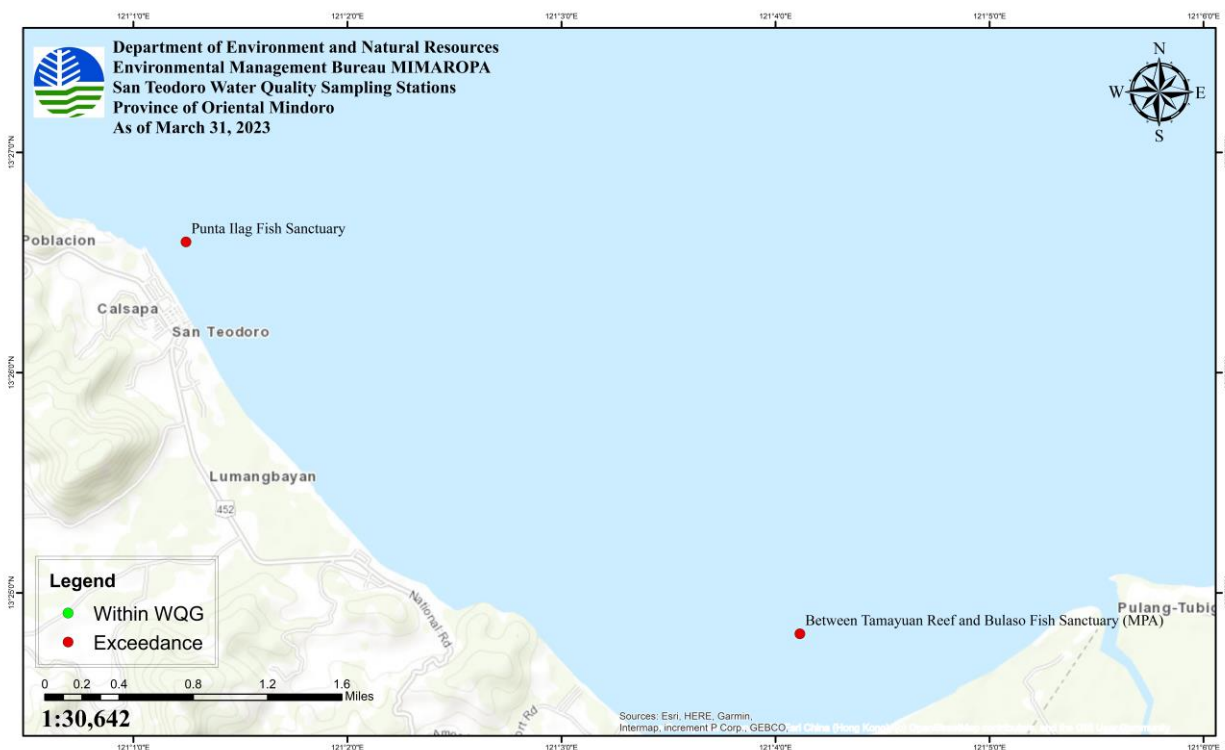 121°1'0"E 121°2'0"E 121°3'0"E 121°4'0"E 121°5'0"E 121°6'0"E
Department of Environment and Natural Resources
Environmental Management Bureau MIMAROPA
San Teodoro Water Quality Sampling Stations
Province of Oriental Mindoro
As of March 31, 2023
N
W E
S
13°27'0"N
Punta Ilag Fish Sanctuary
Poblacion
Calsapa
San Teodoro
13°26'0"N
Lumangbayan
452
Legend
Within WQG
Exceedance
13°25'0"N
National Rd
Pulang-Tubig
Between Tamayuan Reef and Bulaso Fish Sanctuary (MPA)
0 0.2 0.4 0.8 1.2 1.6
Miles
1:30,642
Sources: Esri, HERE, Garmin,
Intermap, increment P Corp., GEBCO,
121°1'0"E 121°2'0"E 121°3'0"E 121°4'0"E 121°5'0"E 121°6'0"E